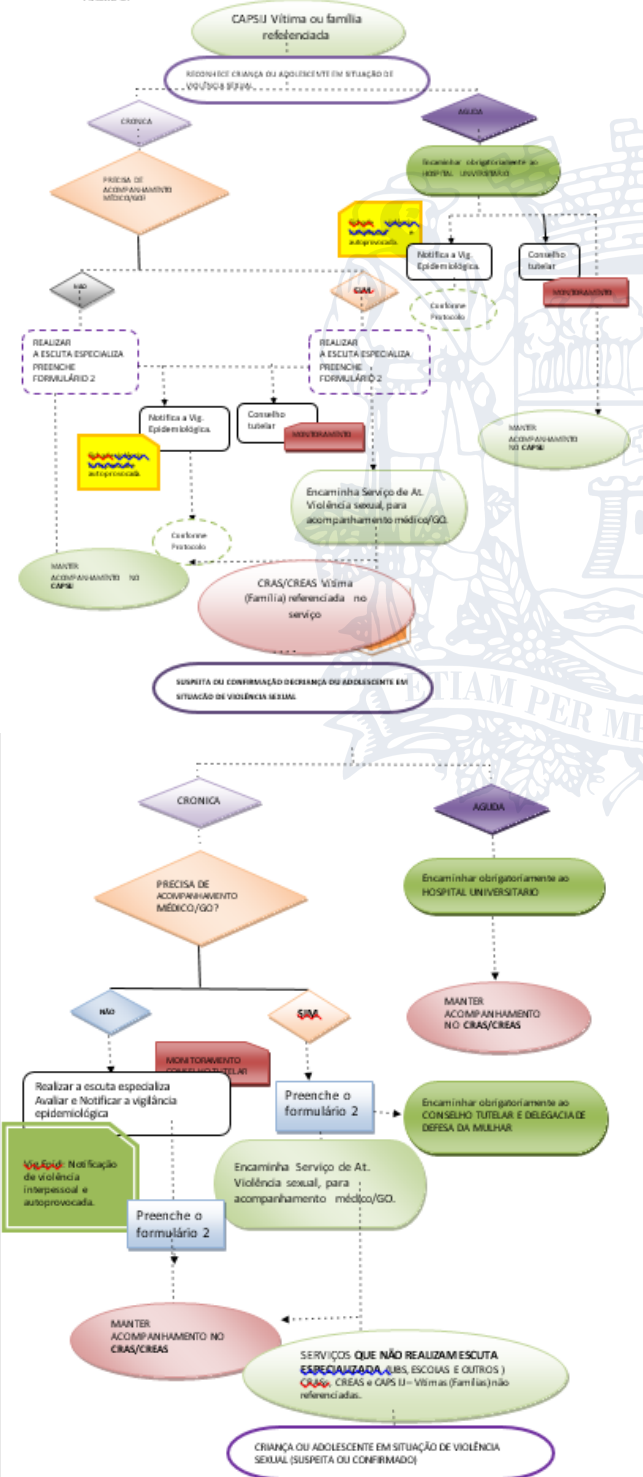 CAPSIJ Vítima ou família
referenciada
RECONHECE CRIANÇA OU ADOLESCENTE EM SITUAÇÃO DE
VIOLÊNCIA SEXUAL
CRONICA
AGUDA
PRECISA DE
ACOMPANHAMENTO
MÉDICO/GO?
Encaminhar obrigatoriamente ao
HOSPITAL UNIVERSITARIO
autoprovocada.
Notifica a Vig.
Epidemiológica.
Conselho
tutelar
MONITORAMENTO
Conforme
Protocolo
NÃO
SIM
REALIZAR
A ESCUTA ESPECIALIZA
PREENCHE
FORMULÁRIO 2
REALIZAR
A ESCUTA ESPECIALIZA
PREENCHE
FORMULÁRIO 2
Notifica a Vig.
Epidemiológica.
Conselho
tutelar
MONITORAMENTO
MANTER
ACOMPANHAMENTO
NO CAPSIJ
autoprovocada.
Encaminha Serviço de At.
Violência sexual, para
acompanhamento médico/GO.
Conforme
Protocolo
MANTER
ACOMPANHAMENTO NO
CAPSIJ
CRAS/CREAS Vítima
(Família) referenciada no
serviço
SUSPEITA OU CONFIRMAÇÃO DECRIANÇA OU ADOLESCENTE EM
SITUACÃO DE VIOLÊNCIA SEXUAL
ETIAM PER ME
CRONICA
AGUDA
PRECISA DE
ACOMPANHAMENTO
MÉDICO/GO?
Encaminhar obrigatoriamente ao
HOSPITAL UNIVERSITARIO
NÃO
SIM
MANTER
ACOMPANHAMENTO
NO CRAS/CREAS
MONITORAMENTO
CONSELHO TUTELAR
Realizar a escuta especializa
Avaliar e Notificar a vigilância
epidemiológica
Preenche o
formulário 2
Encaminhar obrigatoriamente ao
CONSELHO TUTELAR E DELEGACIA DE
DEFESA DA MULHAR
Vig Epid: Notificação
de violência
interpessoal e
autoprovocada.
Encaminha Serviço de At.
Violência sexual, para
acompanhamento médico/GO.
Preenche o
formulário 2
MANTER
ACOMPANHAMENTO NO
CRAS/CREAS
SERVIÇOS QUE NÃO REALIZAM ESCUTA
ESPECIALIZADA (UBS, ESCOLAS E OUTROS )
CRASs, CREAS e CAPS IJ – Vítimas (Famílias) não
referenciadas.
CRIANÇA OU ADOLESCENTE EM SITUAÇÃO DE VIOLÊNCIA
SEXUAL (SUSPEITA OU CONFIRMADO)